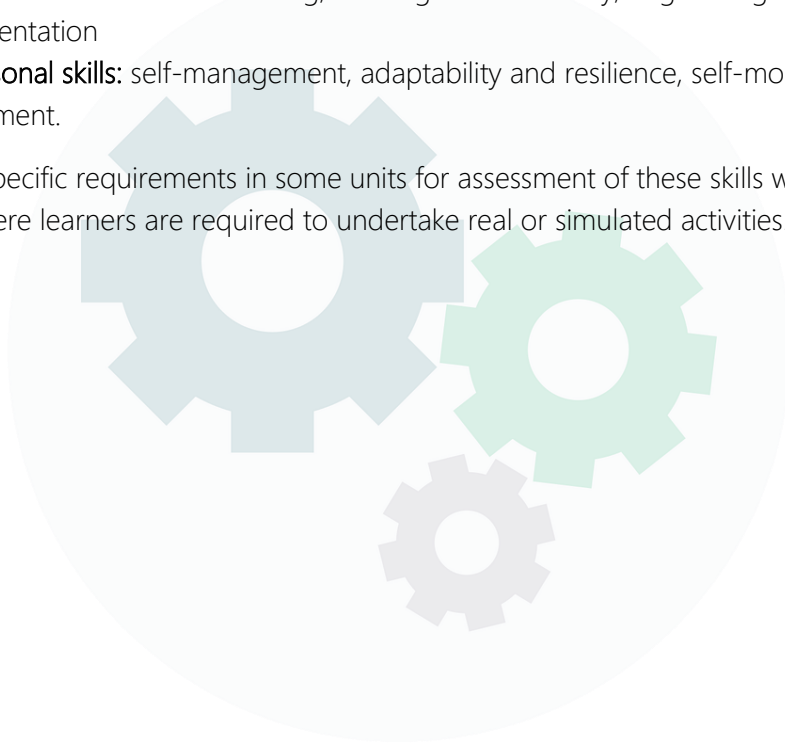 entation
sonal skills: self-management, adaptability and resilience, self-mo
ment.
pecific requirements in some units for assessment of these skills w
ere learners are required to undertake real or simulated activities